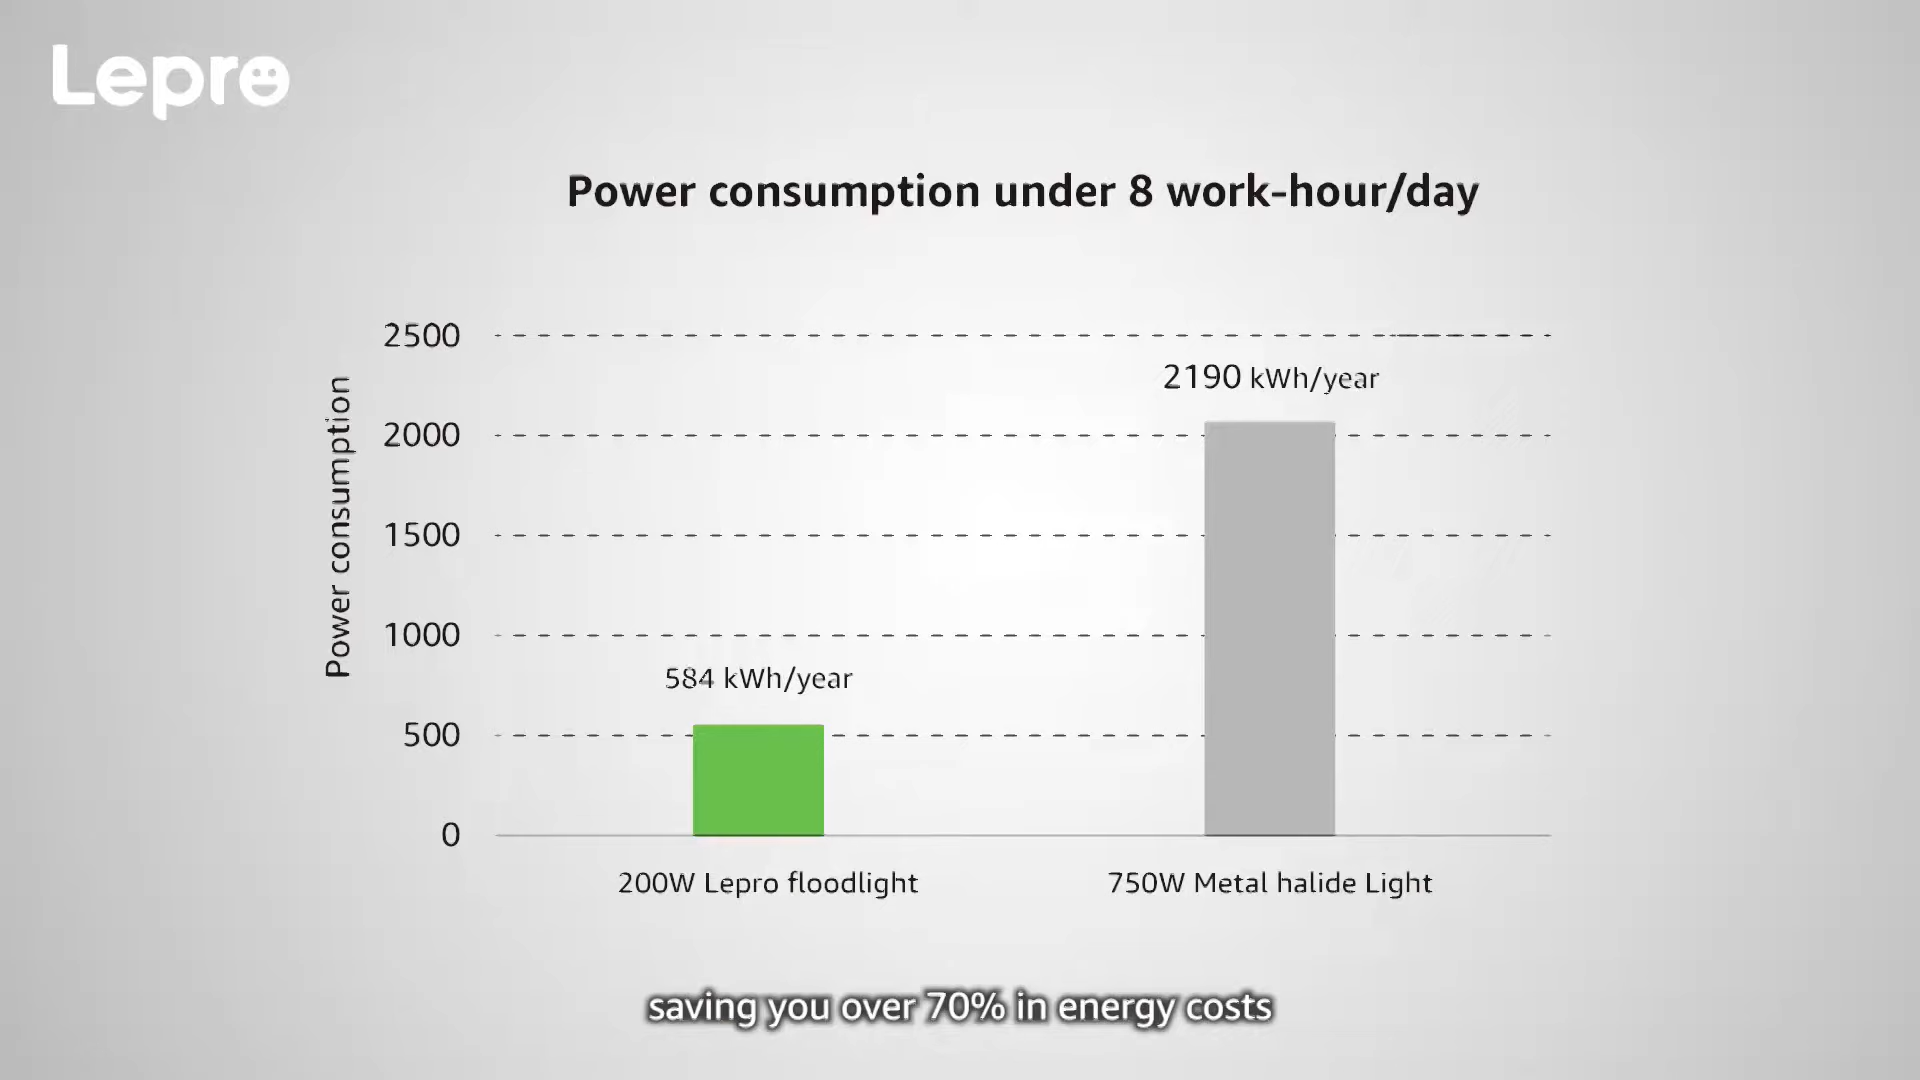 Lepro
Power consumption under 8 work-hour/day
Power consumption
2500
2000
1500
1000
500
0
2190 kWh/year
584 kWh/year
200W Lepro floodlight
750W Metal halide Light
saving you over 70% in energy costs